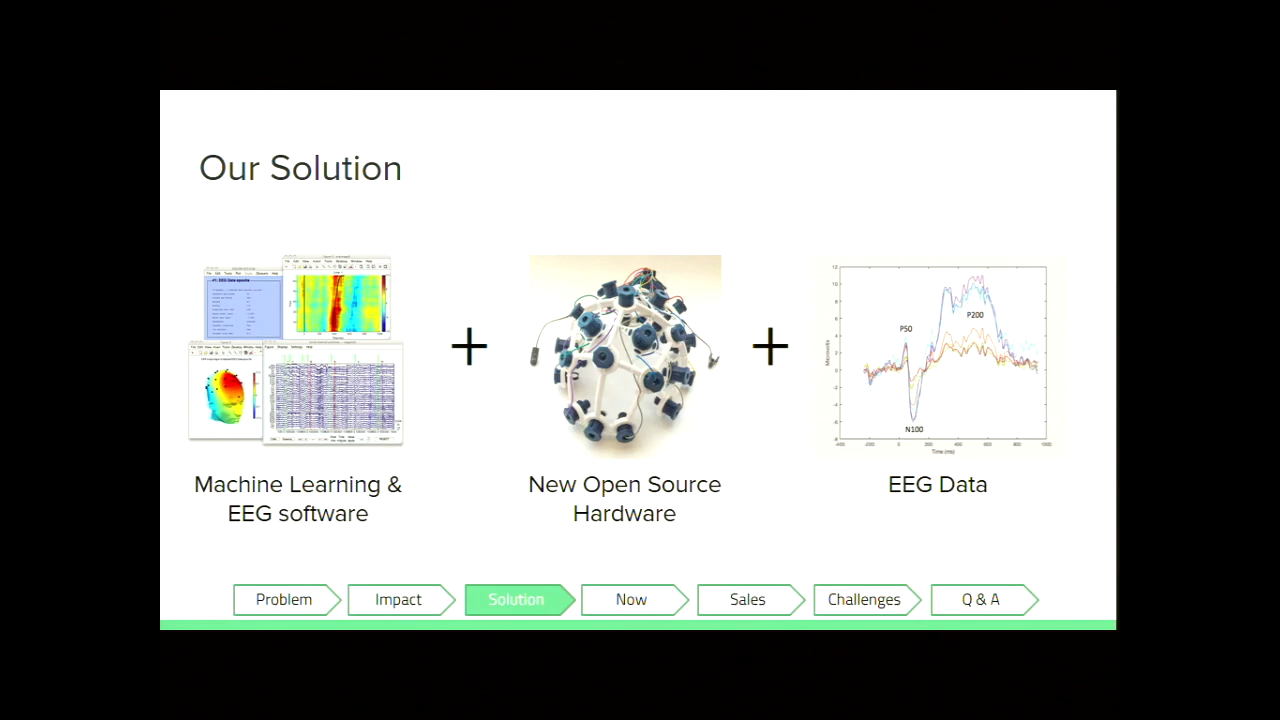 Our Solution
P50
P200
N100
Time (ms)
Machine Learning &
EEG software
New Open Source
Hardware
EEG Data
Problem
Impact
Solution
Now
Sales
Challenges
Q & A